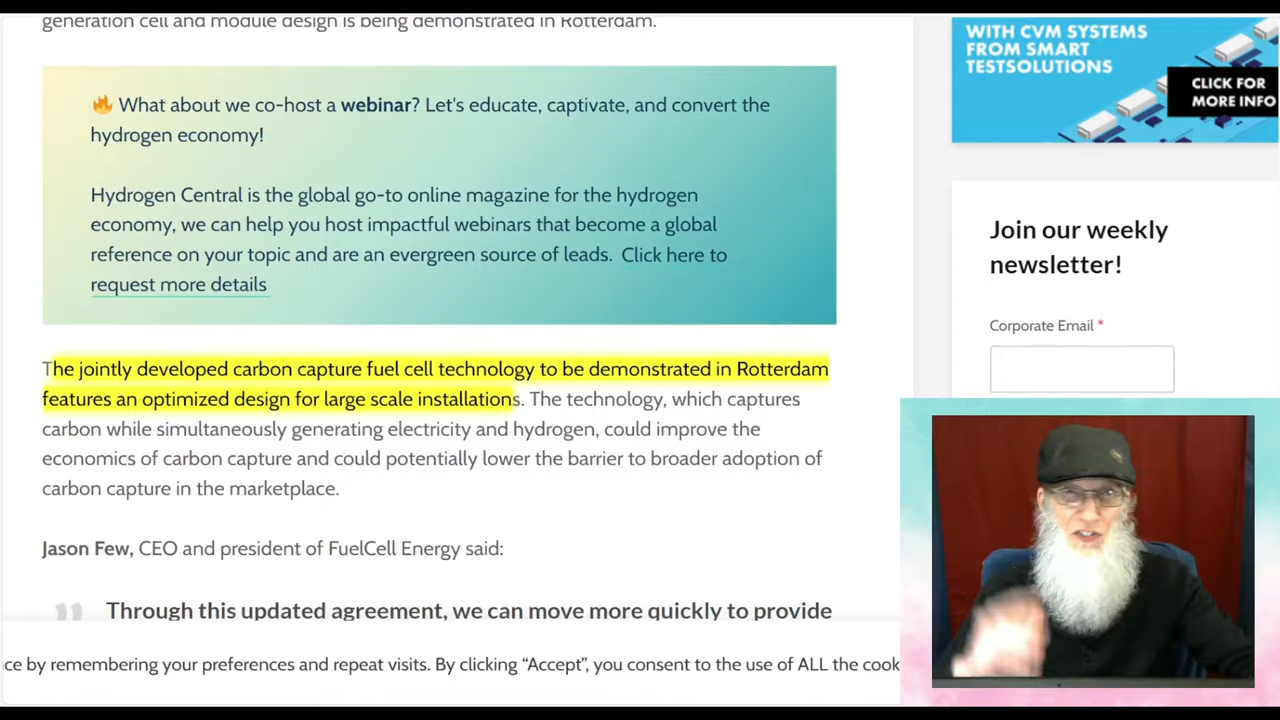 generation cell and module design is being demonstrated in Rotterdam.
WITH CVM SYSTEMS
FROM SMART
TESTSOLUTIONS
CLICK FOR
MORE INFO
🔥 What about we co-host a webinar? Let's educate, captivate, and convert the
hydrogen economy!
Hydrogen Central is the global go-to online magazine for the hydrogen
economy, we can help you host impactful webinars that become a global
reference on your topic and are an evergreen source of leads. Click here to
request more details
Join our weekly
newsletter!
Corporate Email *
The jointly developed carbon capture fuel cell technology to be demonstrated in Rotterdam
features an optimized design for large scale installations. The technology, which captures
carbon while simultaneously generating electricity and hydrogen, could improve the
economics of carbon capture and could potentially lower the barrier to broader adoption of
carbon capture in the marketplace.
Jason Few, CEO and president of FuelCell Energy said:
" Through this updated agreement, we can move more quickly to provide
ce by remembering your preferences and repeat visits. By clicking “Accept”, you consent to the use of ALL the cook